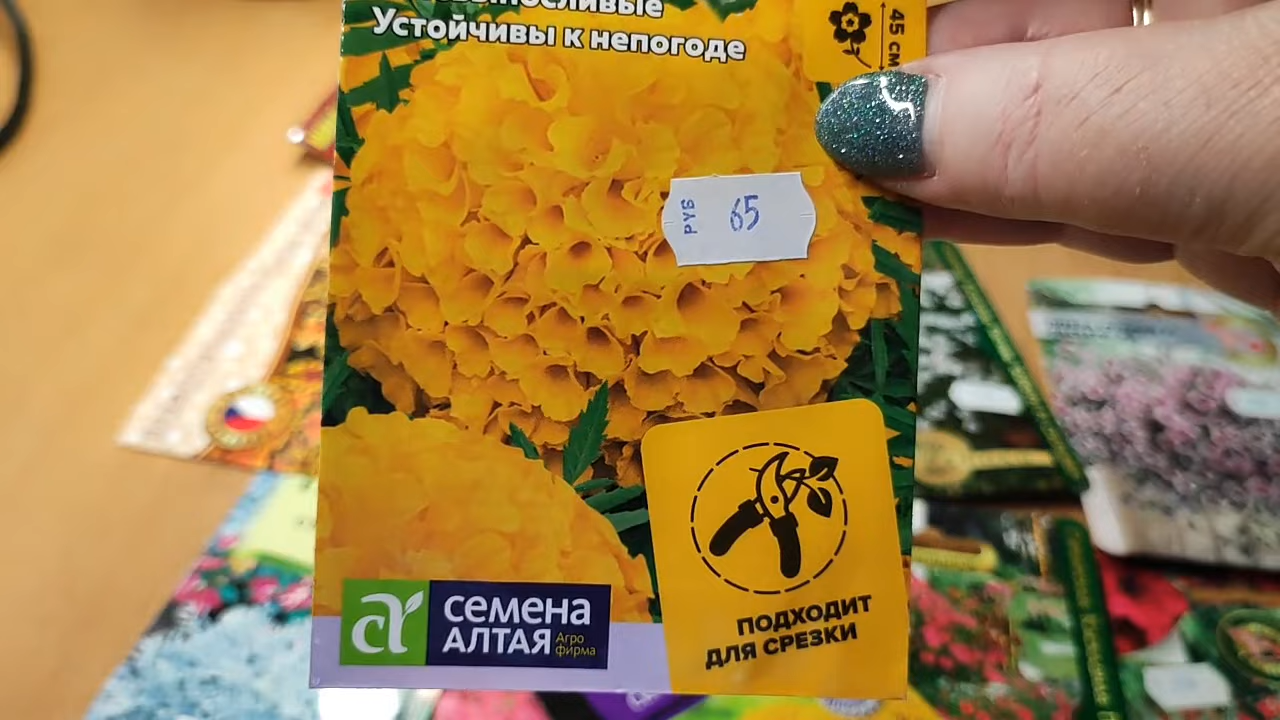 Устойчивы к непогоде
45 см
РУБ 65
ПОДХОДИТ
ДЛЯ СРЕЗКИ
семена
АЛТАЯ
Агро
фирма